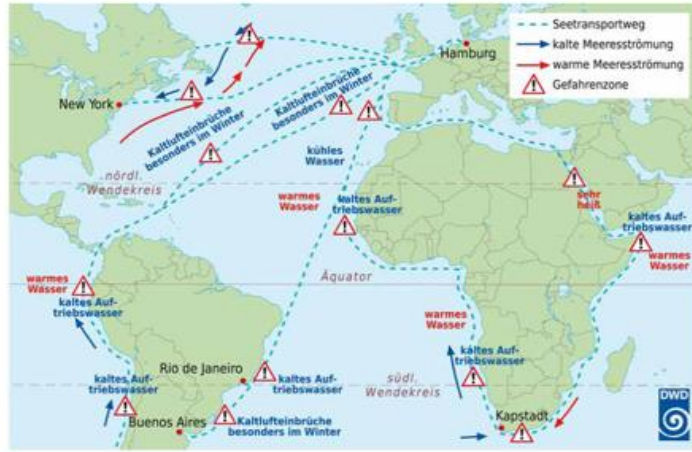 Seetransportweg
kalte Meeresströmung
warme Meeresströmung
Gefahrenzone
Hamburg
New York
Kaltlufteinbrüche
besonders im Winter
Kaltlufteinbrüche
besonders im Winter
kühles
Wasser
nördl.
Wendekreis
warmes
Wasser
kaltes Auf-
triebswasser
sehr
heiß
kaltes Auf-
triebswasser
warmes
Wasser
warmes
Wasser
kaltes Auf-
triebswasser
Äquator
warmes
Wasser
kaltes Auf-
triebswasser
Rio de Janeiro
kaltes Auf-
triebswasser
südl.
Wendekreis
kaltes Auf-
triebswasser
Buenos Aires
Kaltlufteinbrüche
besonders im Winter
Kapstadt
DWD